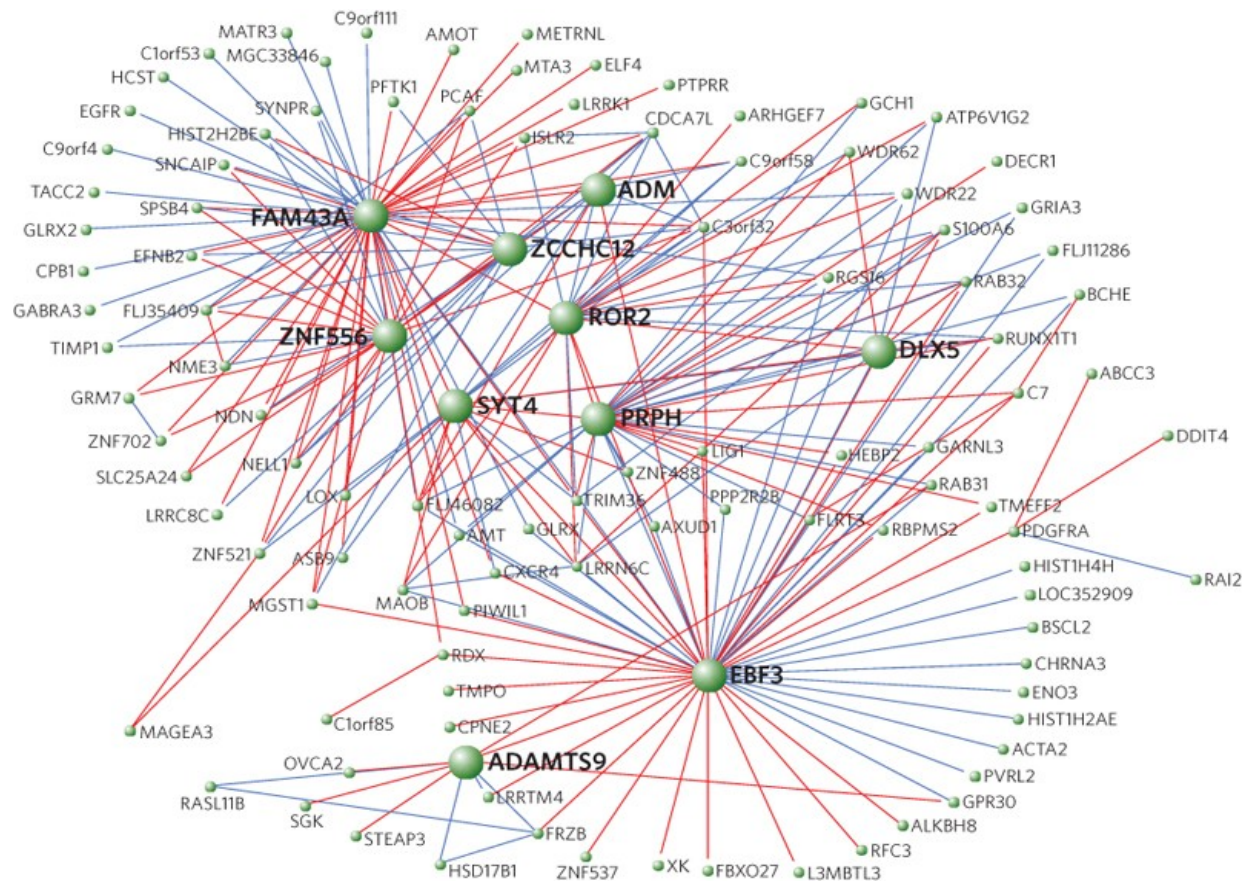 C9orf111
MATR3
AMOT
METRNL
C1orf53
MGC33846
MTA3
ELF4
HCST
PTPRR
PFTK1
PCAF
LRRK1
GCH1
EGFR
SYNPR
ARHGEF7
ATP6V1G2
CDCA7L
HIST2H2BE
ISLR2
C9orf4
WDR62
DECR1
SNCAIP
C9orf58
TACC2
ADM
WDR22
SPSB4
FAM43A
GRIA3
GLRX2
C3orf32
S100A6
ZCCHC12
FLJ11286
EFNB2
CPB1
RGS16
RAB32
BCHE
GABRA3
FLJ35409
ROR2
ZNF556
RUNX1T1
TIMP1
DLX5
NME3
ABCC3
GRM7
C7
SYT4
PRPH
NDN
DDIT4
ZNF702
GARNL3
LIG1
HEBP2
NELL1
ZNF488
SLC25A24
RAB31
LOX
TRIM36
PPP2R2B
FLJ46082
TMEFF2
LRRC8C
FLRT3
GLRX
AXUD1
RBPMS2
PDGFRA
AMT
ZNF521
ASB9
HIST1H4H
CXCR4
LRRN6C
RAI2
LOC352909
MGST1
MAOB
PIWIL1
BSCL2
RDX
CHRNA3
EBF3
TMPO
ENO3
C1orf85
HIST1H2AE
CPNE2
MAGEA3
ACTA2
ADAMTS9
OVCA2
PVRL2
RASL11B
LRRTM4
GPR30
SGK
ALKBH8
STEAP3
FRZB
RFC3
HSD17B1
ZNF537
XK
FBXO27
L3MBTL3